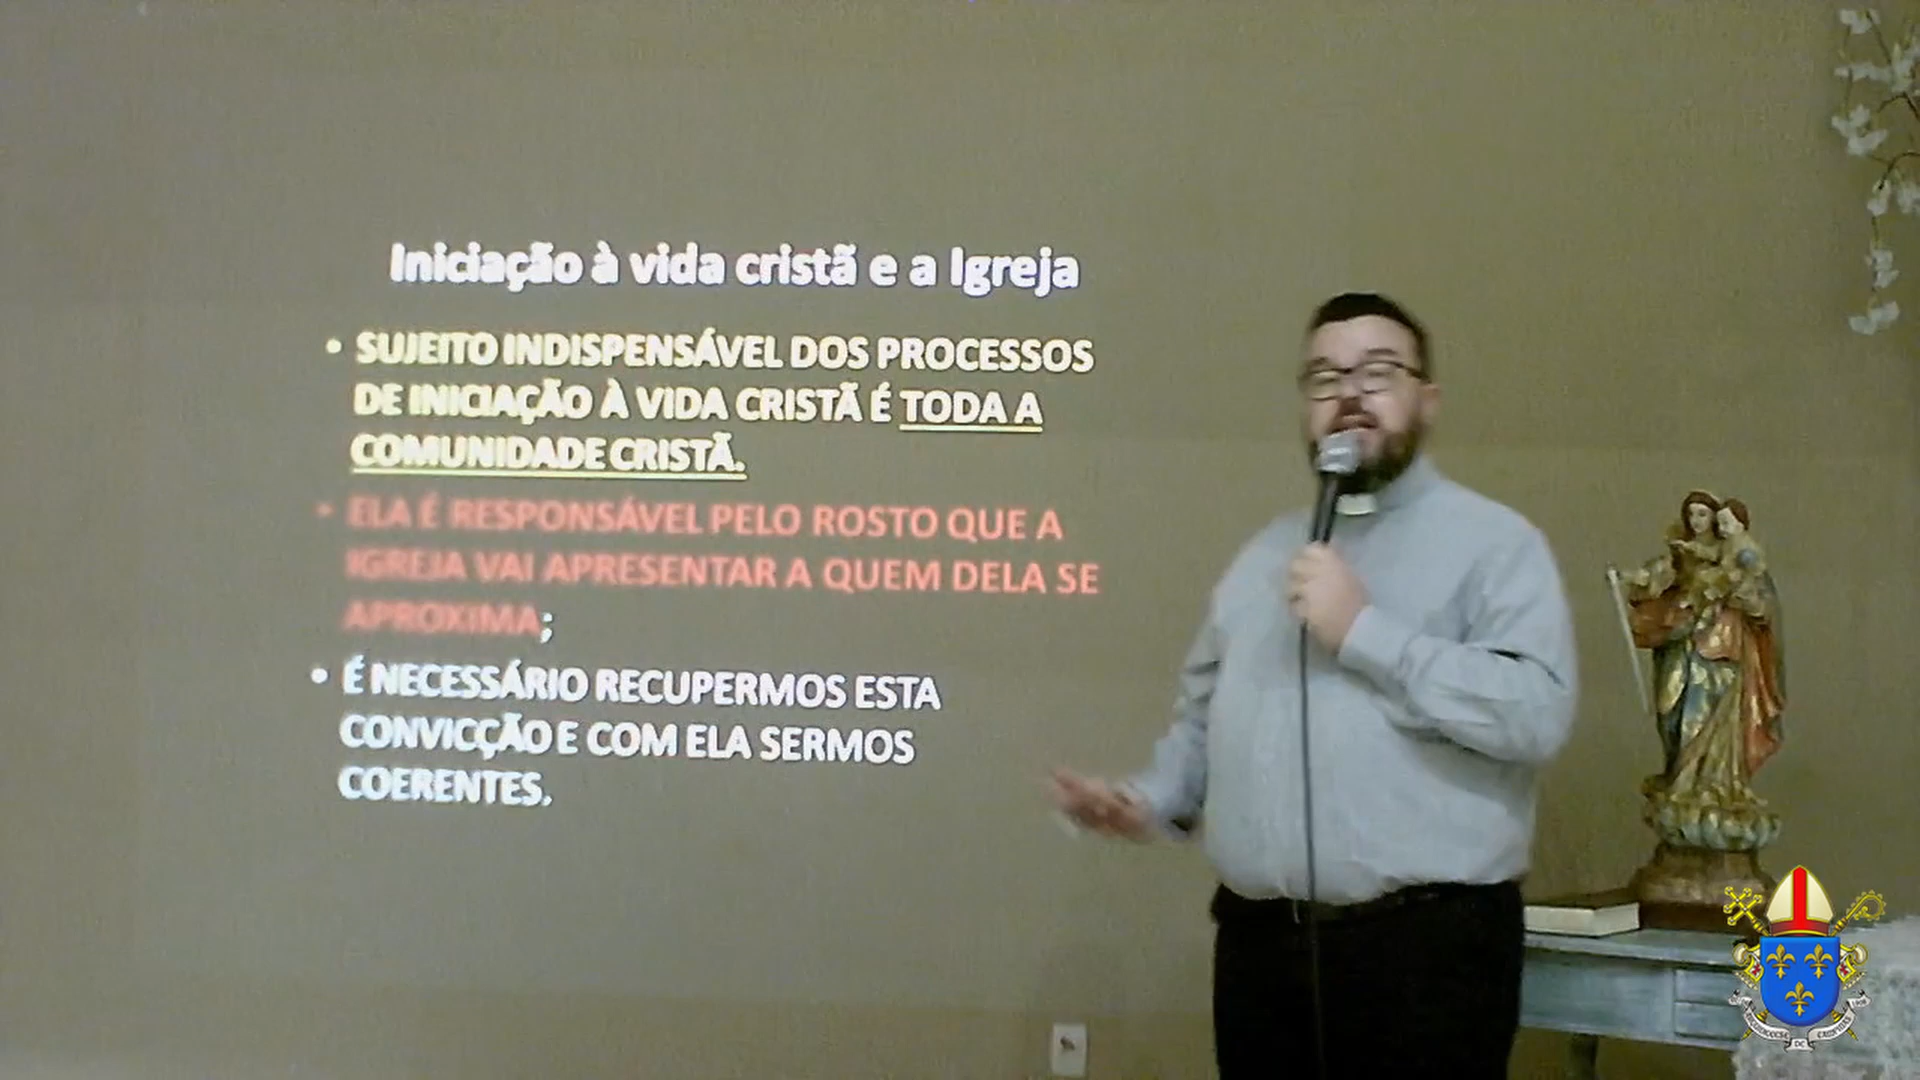 Iniciação à vida cristã e a Igreja
• SUJEITO INDISPENSÁVEL DOS PROCESSOS
DE INICIAÇÃO À VIDA CRISTÃ É TODA A
COMUNIDADE CRISTÃ.
• ELA É RESPONSÁVEL PELO ROSTO QUE A
IGREJA VAI APRESENTAR A QUEM DELA SE
APROXIMA;
• É NECESSÁRIO RECUPERMOS ESTA
CONVICÇÃO E COM ELA SERMOS
COERENTES.